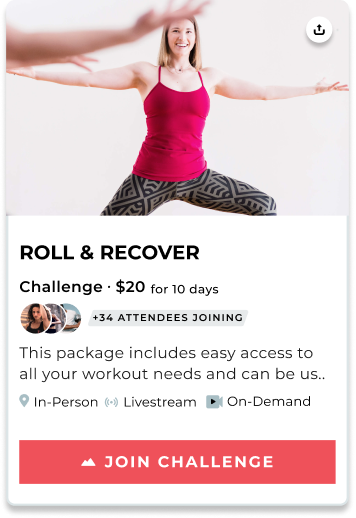 ROLL & RECOVER
Challenge · $20 for 10 days
+34 ATTENDEES JOINING
This package includes easy access to
all your workout needs and can be us..
In-Person Livestream On-Demand
JOIN CHALLENGE